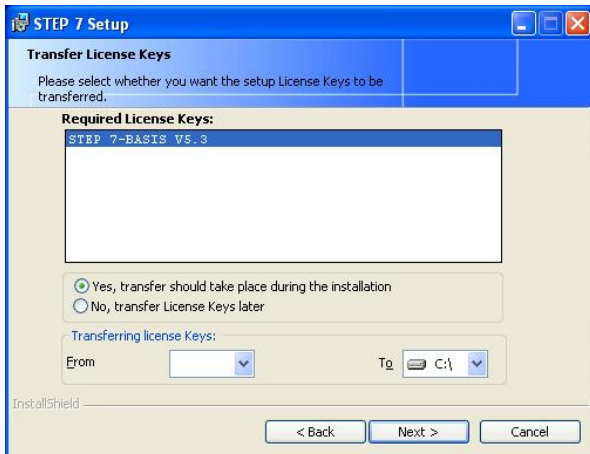 STEP 7 Setup
Transfer License Keys
Please select whether you want the setup License Keys to be
transferred.
Required License Keys:
STEP 7-BASIS V5.3
Yes, transfer should take place during the installation
No, transfer License Keys later
Transferring license Keys:
From To C:\
InstallShield
< Back Next > Cancel